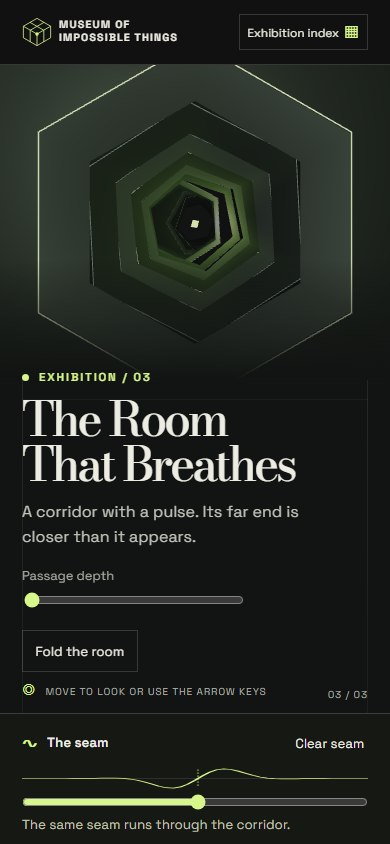 MUSEUM OF
IMPOSSIBLE THINGS
Exhibition index
EXHIBITION / 03
The Room
That Breathes
A corridor with a pulse. Its far end is
closer than it appears.
Passage depth
Fold the room
MOVE TO LOOK OR USE THE ARROW KEYS
03 / 03
The seam
Clear seam
The same seam runs through the corridor.